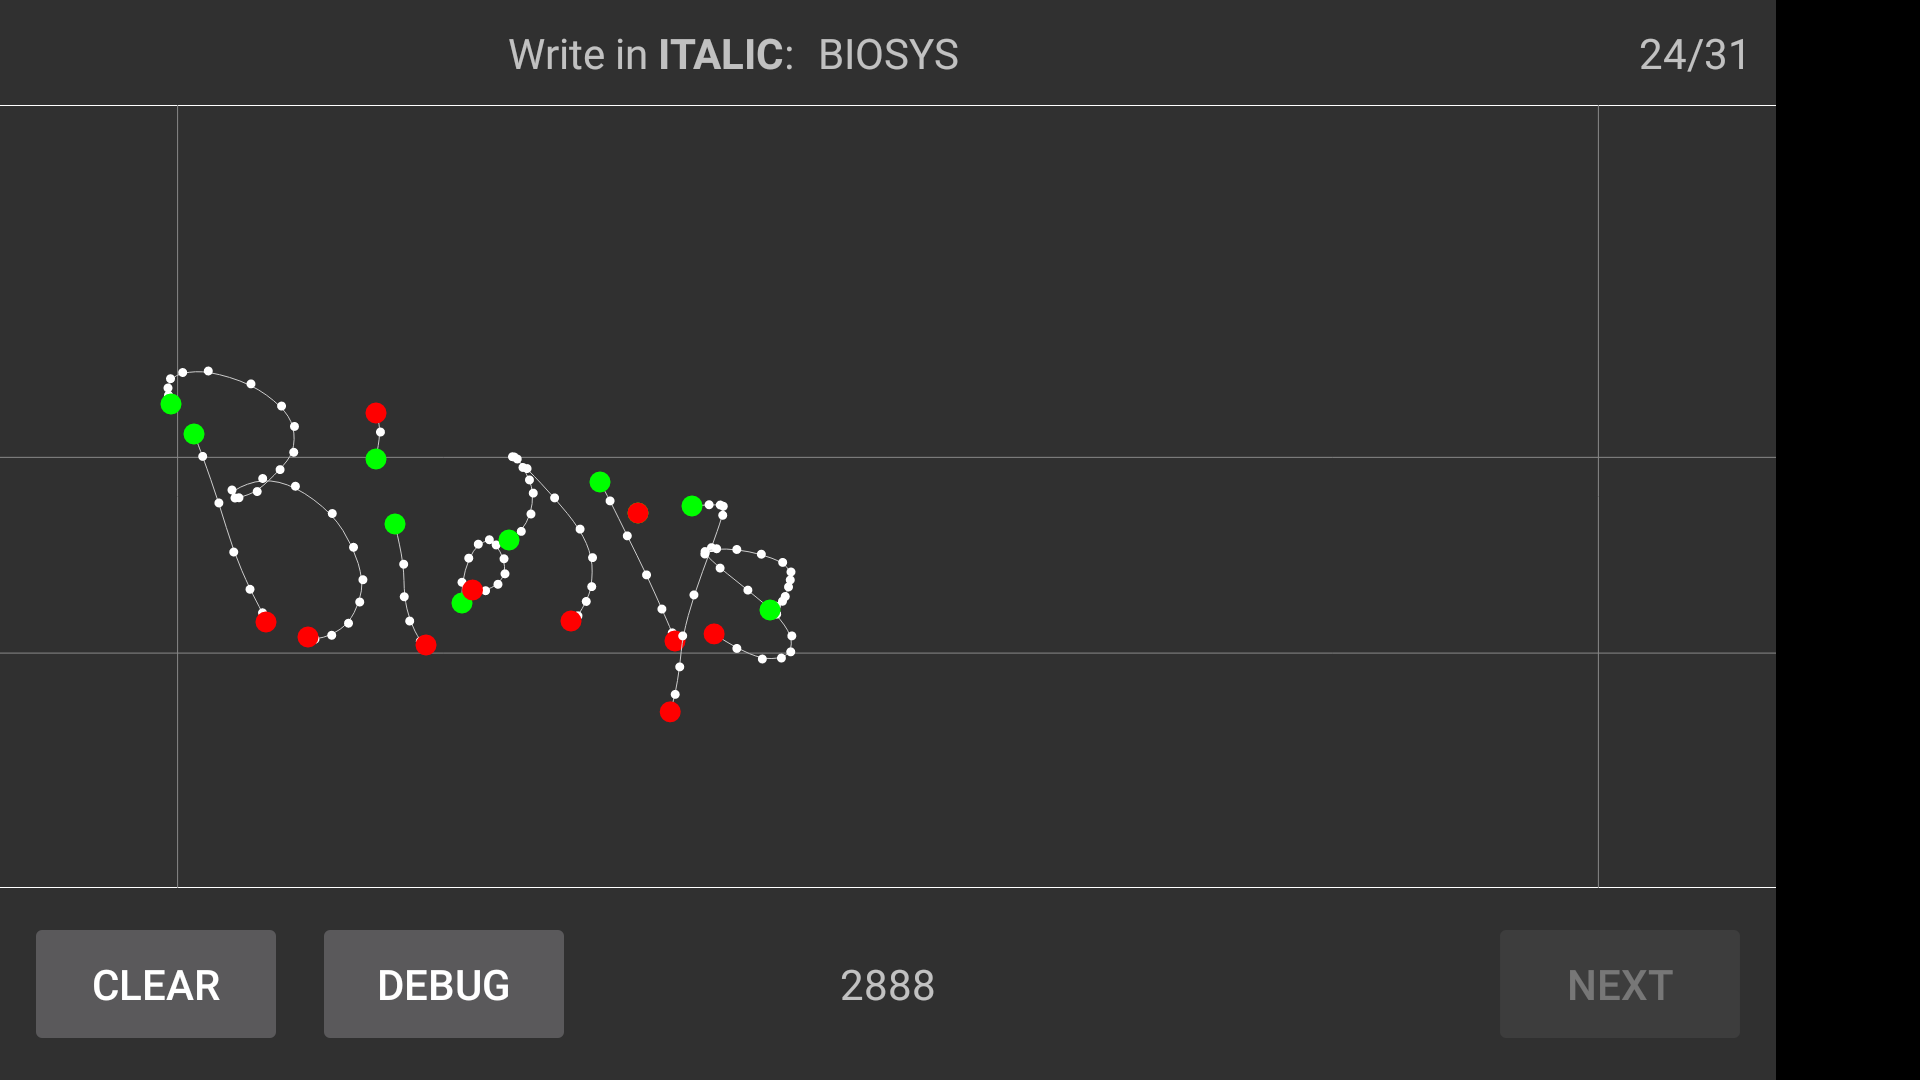 Write in ITALIC: BIOSYS
24/31
Biosys
CLEAR
DEBUG
2888
NEXT